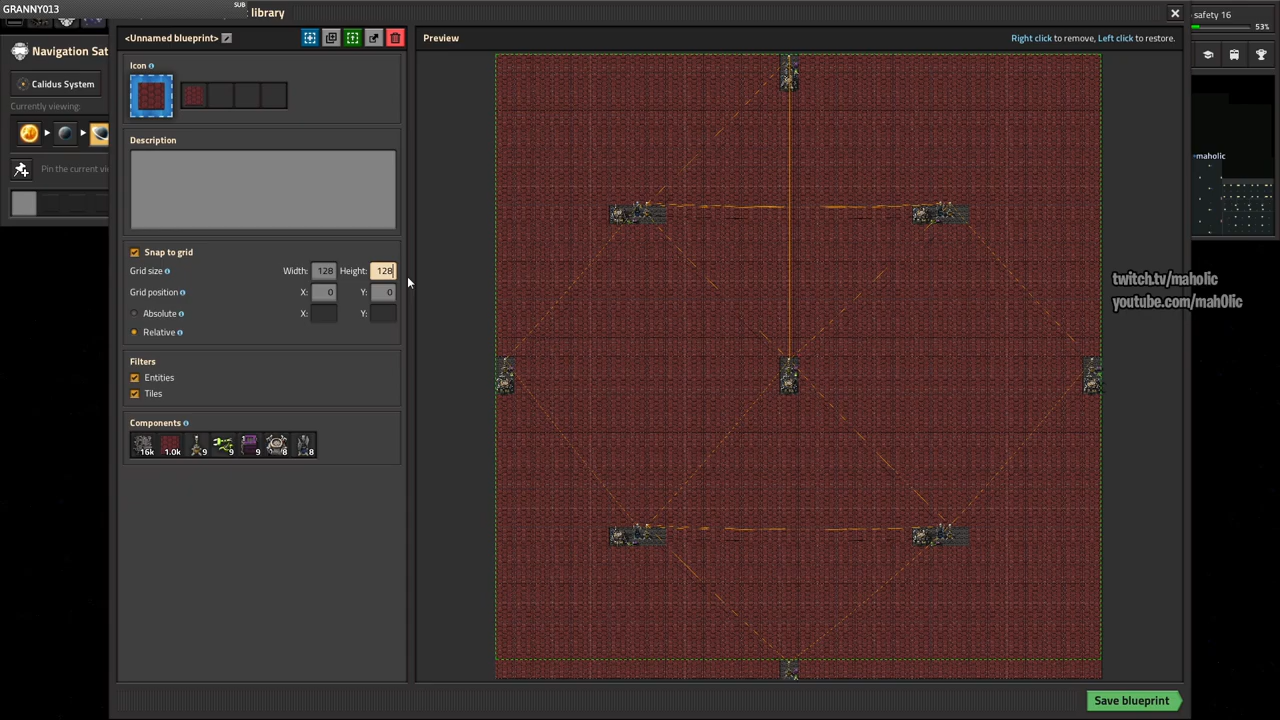 GRANNY013
SUB
library
safety 16
53%
<Unnamed blueprint>
Preview
Right click to remove, Left click to restore.
Navigation Sat
Icon
Calidus System
Currently viewing:
Description
maholic
Pin the current vi
Snap to grid
Grid size
Width: 128
Height: 128
Grid position
X: 0
Y: 0
Absolute
X:
Y:
Relative
twitch.tv/maholic
youtube.com/mah0lic
Filters
Entities
Tiles
Components
16k 1.0k 9 9 9 8 8
Save blueprint